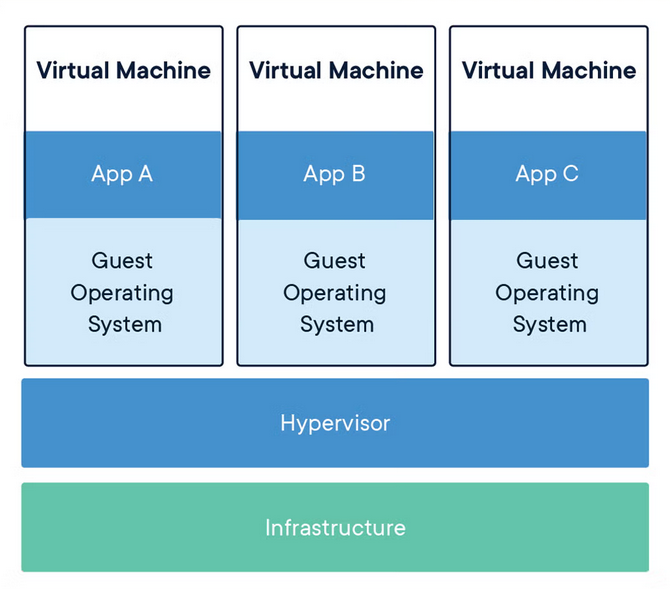 Virtual Machine
Virtual Machine
Virtual Machine
App A
App B
App C
Guest
Operating
System
Guest
Operating
System
Guest
Operating
System
Hypervisor
Infrastructure